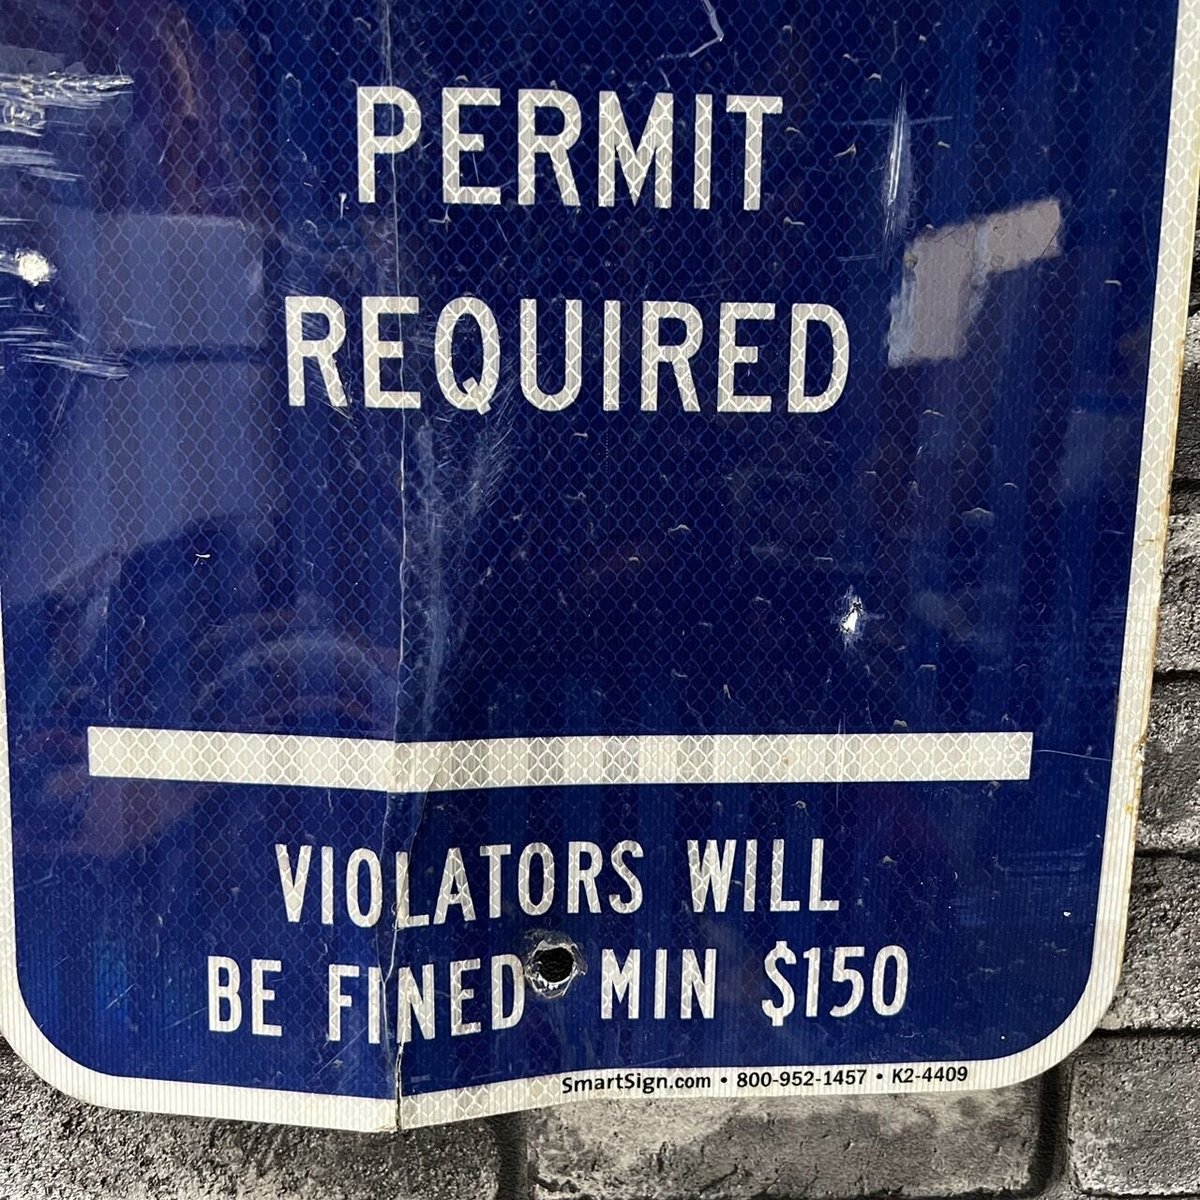 PERMIT
REQUIRED
VIOLATORS WILL
BE FINED MIN $150
SmartSign.com • 800-952-1457 • K2-4409